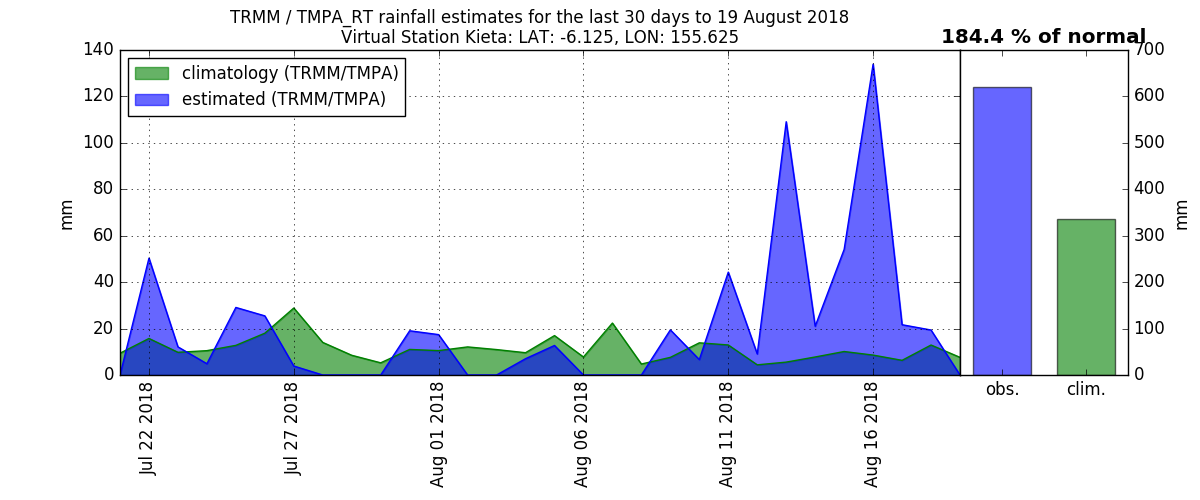 TRMM / TMPA_RT rainfall estimates for the last 30 days to 19 August 2018
Virtual Station Kieta: LAT: -6.125, LON: 155.625
184.4 % of normal
climatology (TRMM/TMPA)
estimated (TRMM/TMPA)
140
120
100
80
60
40
20
0
mm
700
600
500
400
300
200
100
0
mm
obs.
clim.
Jul 22 2018
Jul 27 2018
Aug 01 2018
Aug 06 2018
Aug 11 2018
Aug 16 2018